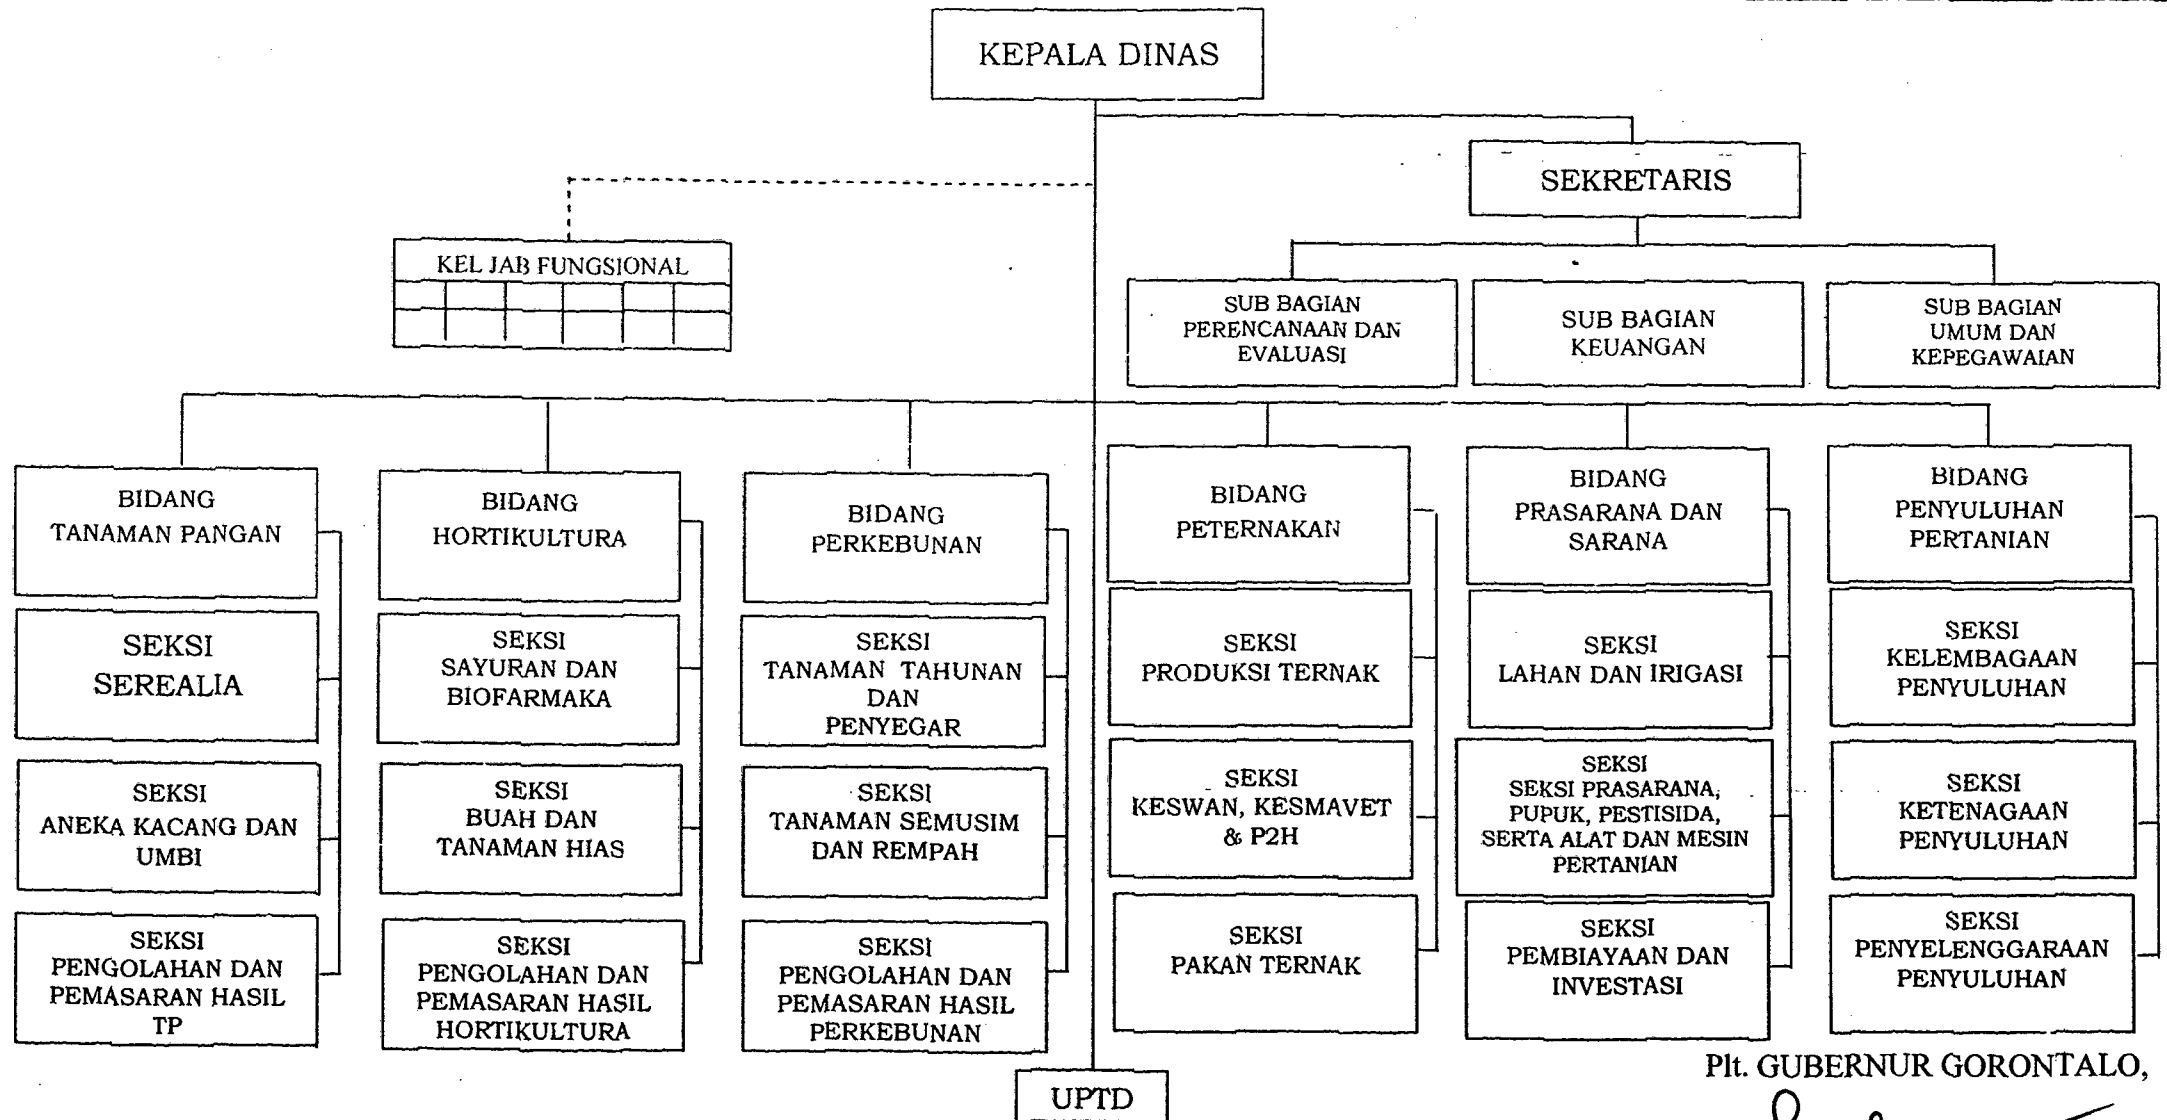 KEPALA DINAS
SEKRETARIS
KEL JAB FUNGSIONAL
SUB BAGIAN
PERENCANAAN DAN
EVALUASI
SUB BAGIAN
KEUANGAN
SUB BAGIAN
UMUM DAN
KEPEGAWAIAN
BIDANG
TANAMAN PANGAN
BIDANG
HORTIKULTURA
BIDANG
PERKEBUNAN
BIDANG
PETERNAKAN
BIDANG
PRASARANA DAN
SARANA
BIDANG
PENYULUHAN
PERTANIAN
SEKSI
SEREALIA
SEKSI
SAYURAN DAN
BIOFARMAKA
SEKSI
TANAMAN TAHUNAN
DAN
PENYEGAR
SEKSI
PRODUKSI TERNAK
SEKSI
LAHAN DAN IRIGASI
SEKSI
KELEMBAGAAN
PENYULUHAN
SEKSI
ANEKA KACANG DAN
UMBI
SEKSI
BUAH DAN
TANAMAN HIAS
SEKSI
TANAMAN SEMUSIM
DAN REMPAH
SEKSI
KESWAN, KESMAVET
& P2H
SEKSI
SEKSI PRASARANA,
PUPUK, PESTISIDA,
SERTA ALAT DAN MESIN
PERTANIAN
SEKSI
KETENAGAAN
PENYULUHAN
SEKSI
PENGOLAHAN DAN
PEMASARAN HASIL
TP
SEKSI
PENGOLAHAN DAN
PEMASARAN HASIL
HORTIKULTURA
SEKSI
PENGOLAHAN DAN
PEMASARAN HASIL
PERKEBUNAN
SEKSI
PAKAN TERNAK
SEKSI
PEMBIAYAAN DAN
INVESTASI
SEKSI
PENYELENGGARAAN
PENYULUHAN
UPTD
Plt. GUBERNUR GORONTALO,